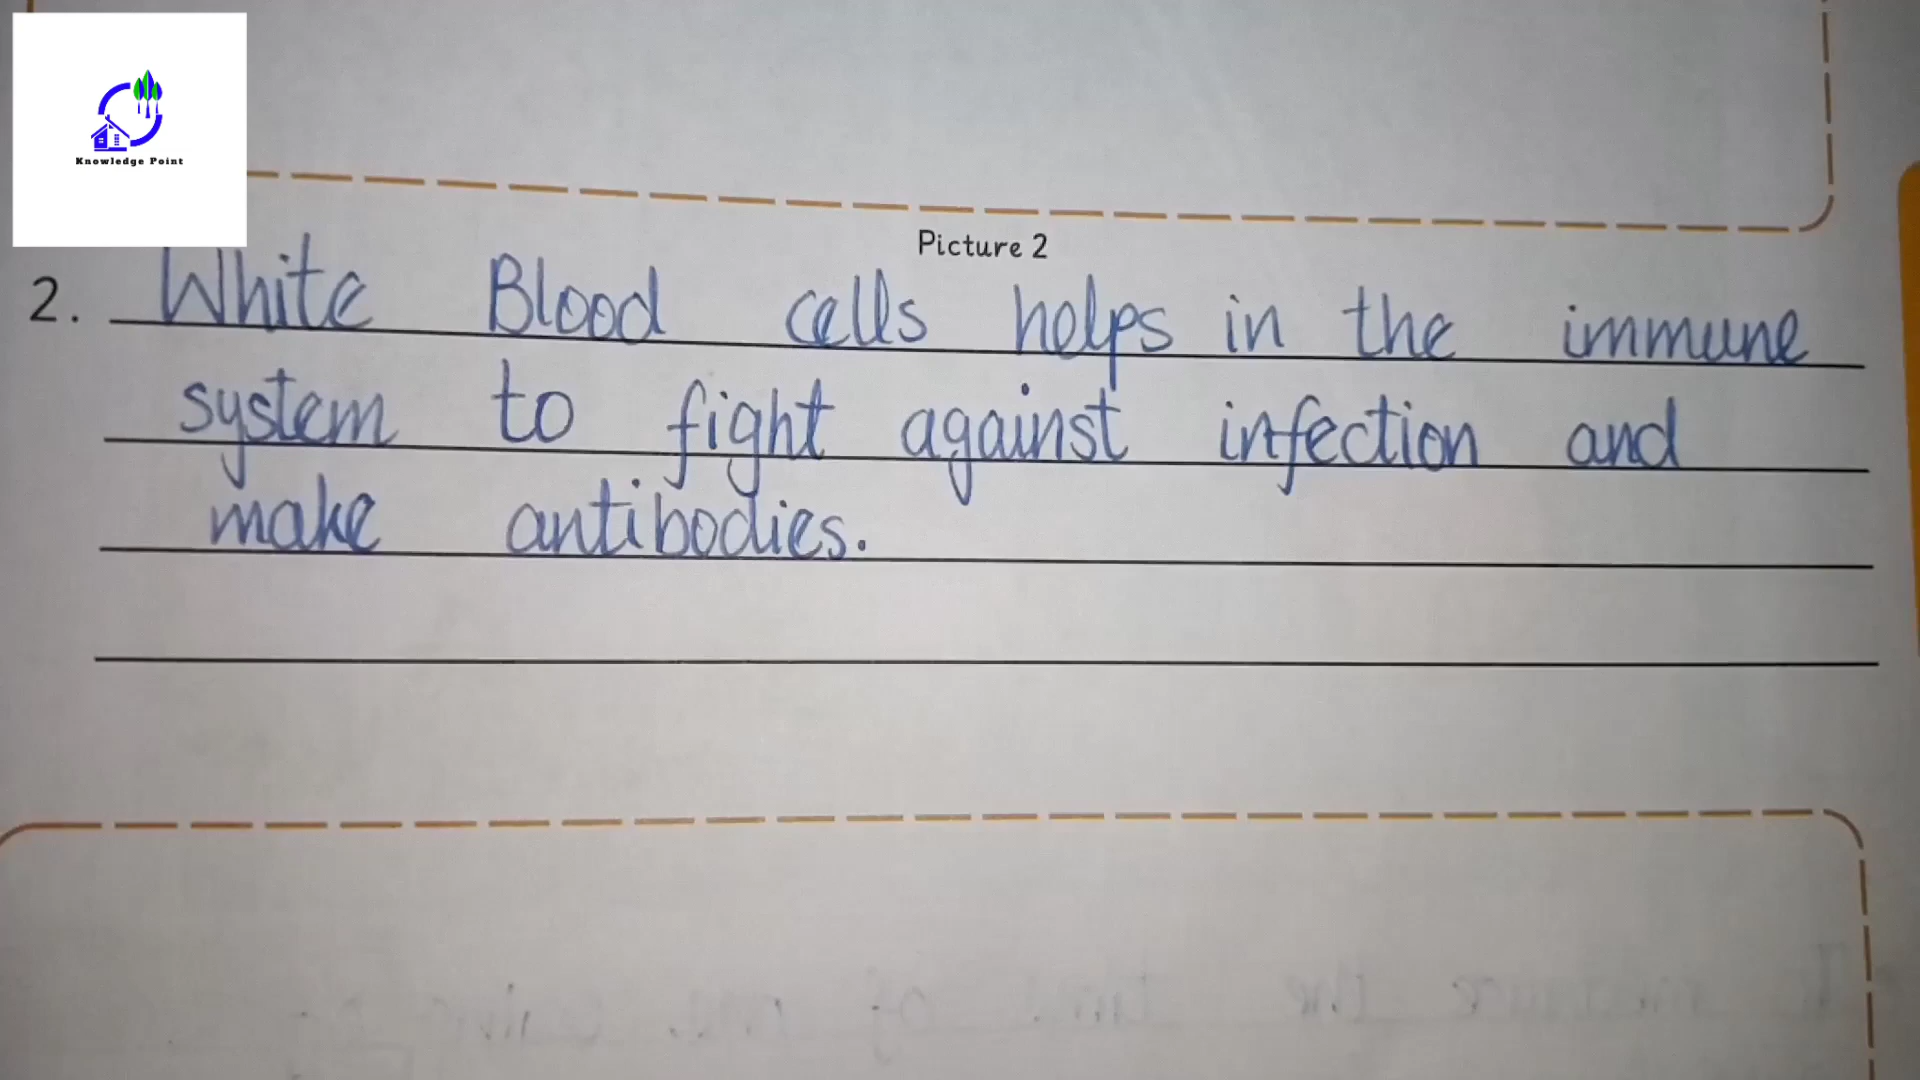 Knowledge Point
Picture 2
2. White Blood cells helps in the immune
system to fight against infection and
make antibodies.